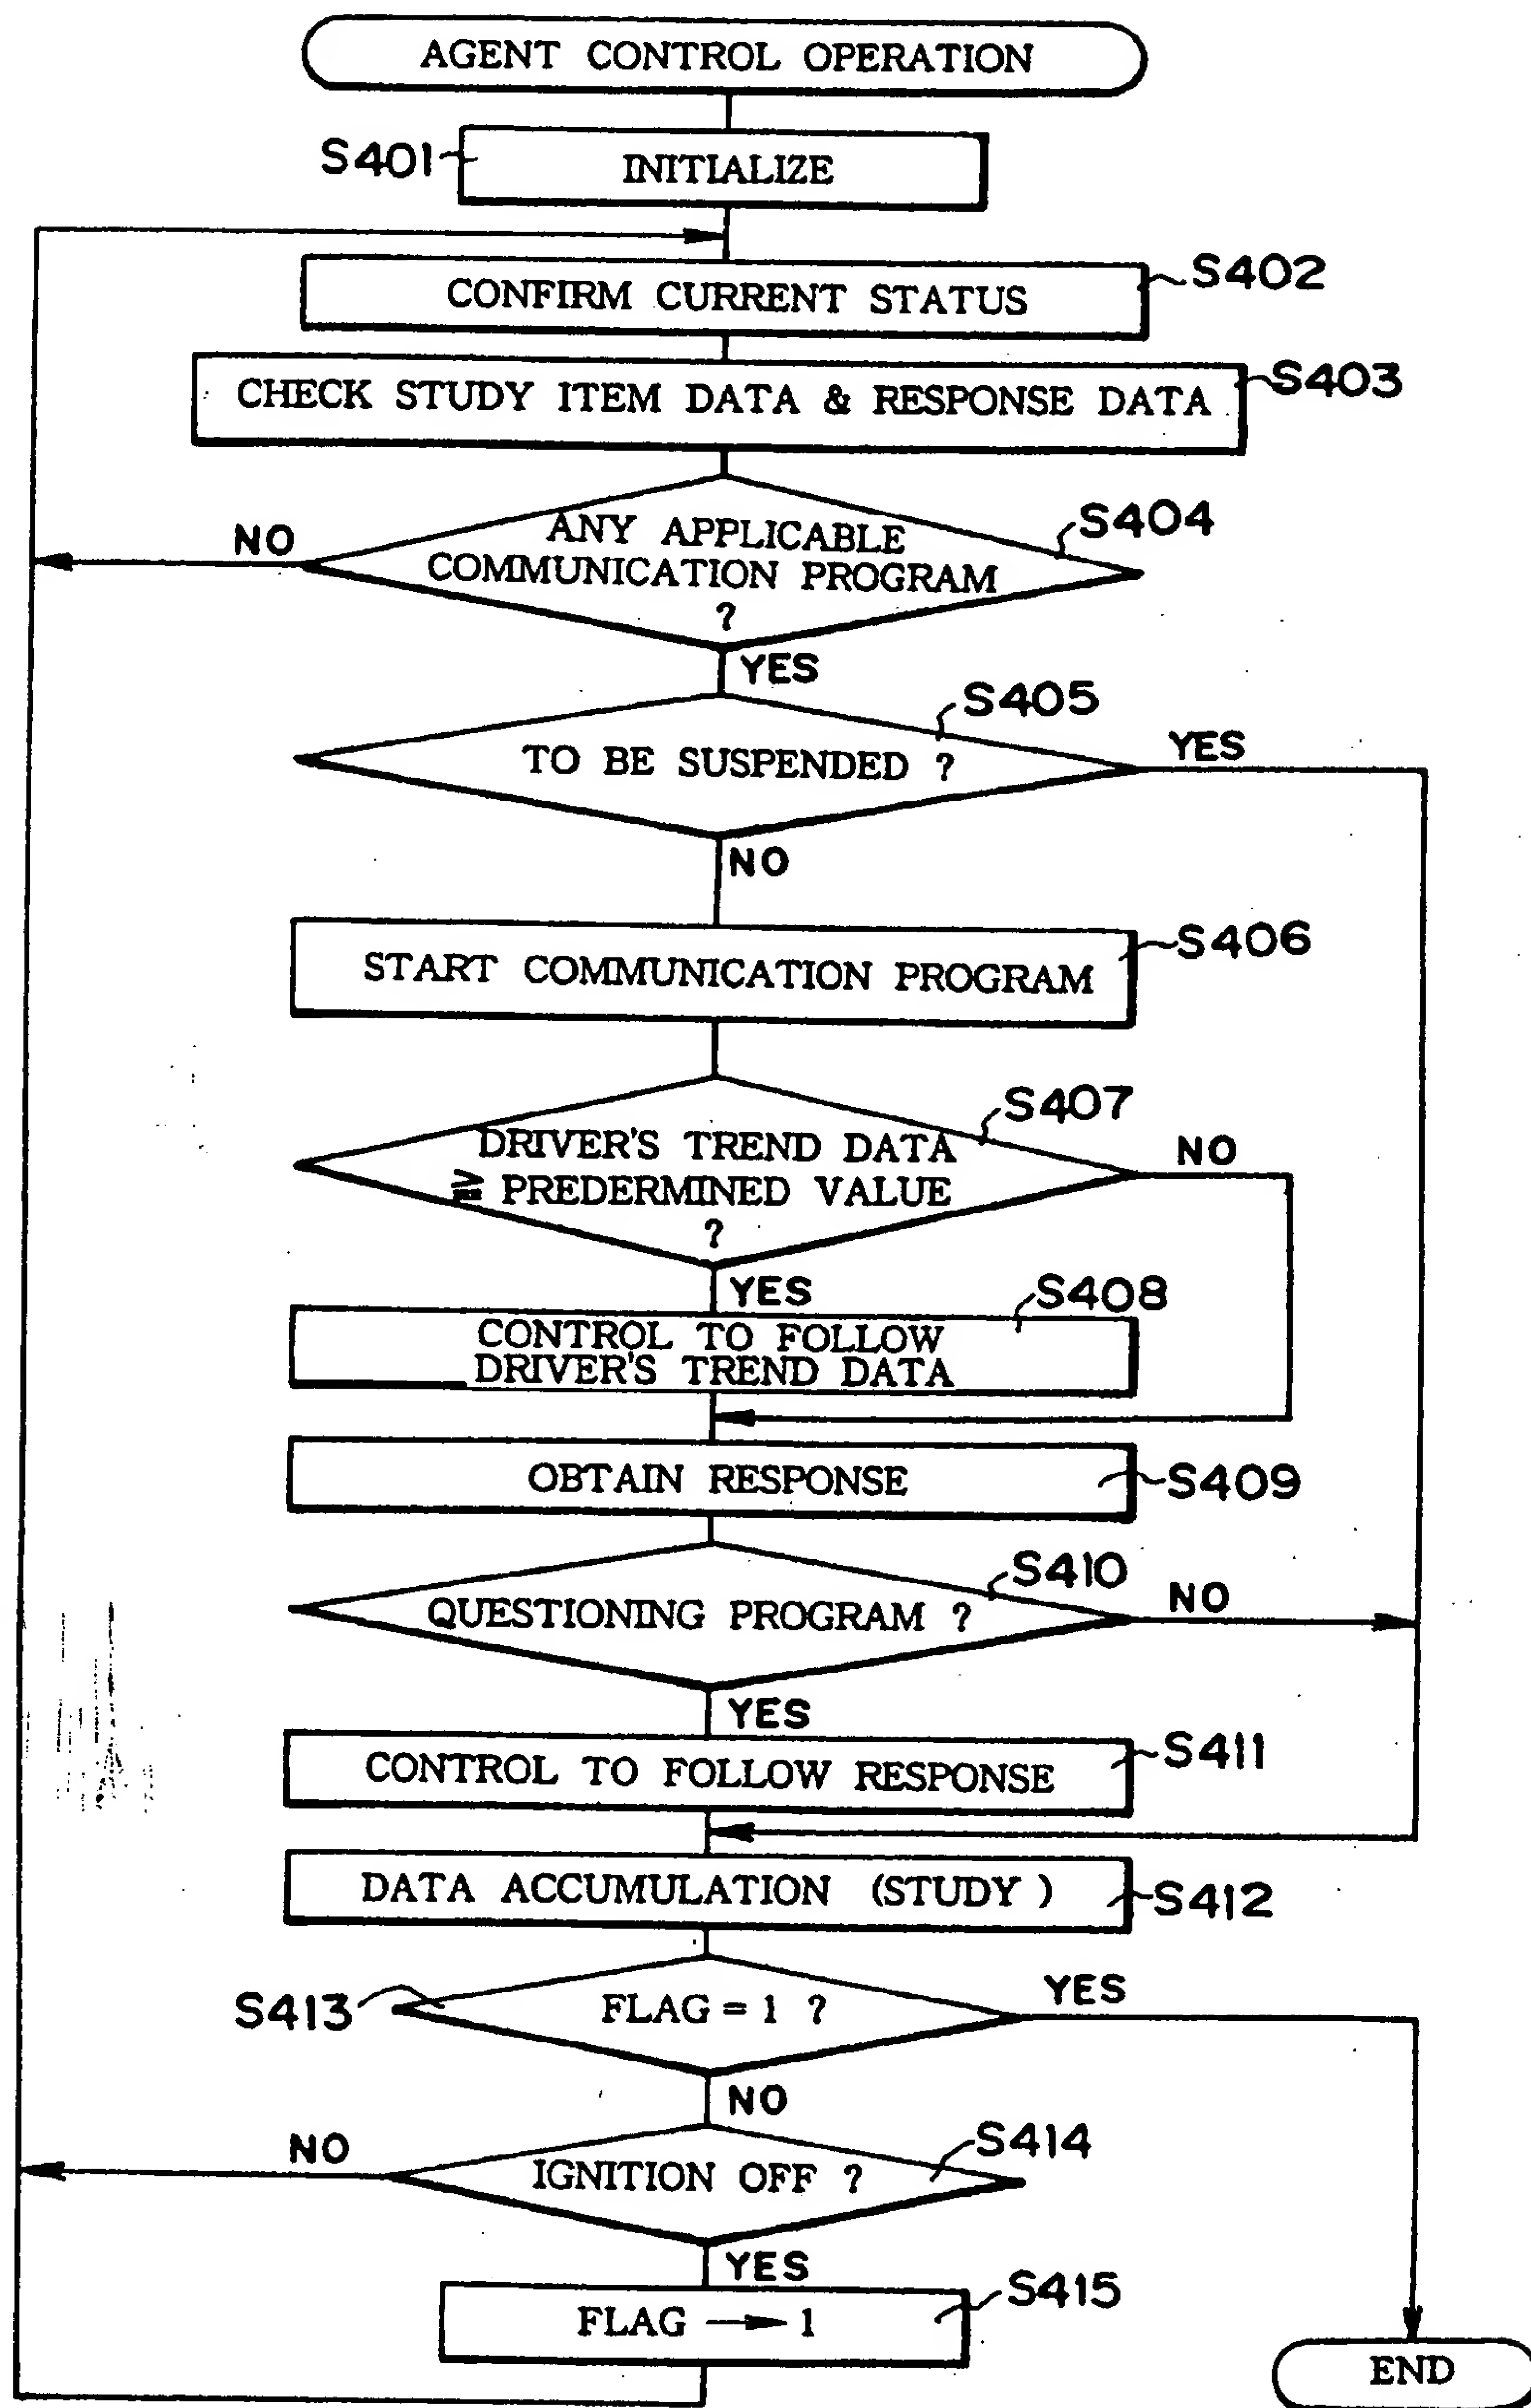 AGENT CONTROL OPERATION
S401
INITIALIZE
CONFIRM CURRENT STATUS
S402
CHECK STUDY ITEM DATA & RESPONSE DATA
S403
NO
ANY APPLICABLE
COMMUNICATION PROGRAM
?
S404
YES
TO BE SUSPENDED ?
S405
YES
NO
START COMMUNICATION PROGRAM
S406
DRIVER'S TREND DATA
≧ PREDERMINED VALUE
?
S407
NO
YES
CONTROL TO FOLLOW
DRIVER'S TREND DATA
S408
OBTAIN RESPONSE
S409
QUESTIONING PROGRAM ?
S410
NO
YES
CONTROL TO FOLLOW RESPONSE
S411
DATA ACCUMULATION (STUDY )
S412
S413
FLAG = 1 ?
YES
NO
NO
IGNITION OFF ?
S414
YES
FLAG → 1
S415
END